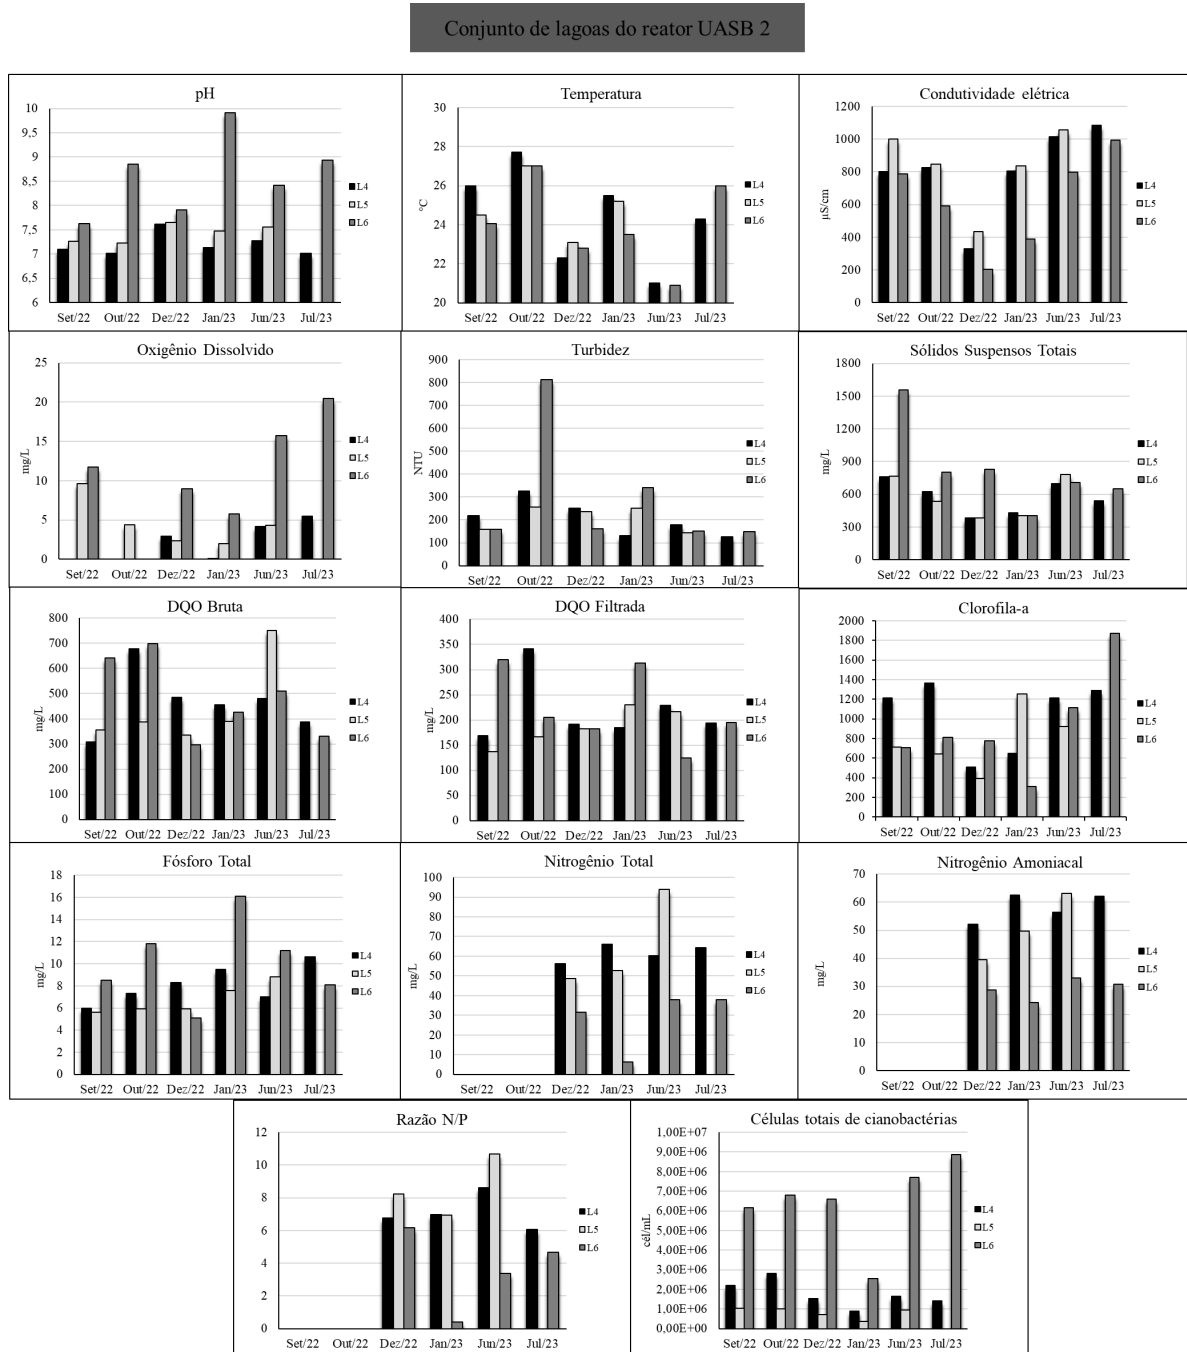 Conjunto de lagoas do reator UASB 2
pH
10
9,5
9
8,5
8
7,5
7
6,5
6
Set/22 Out/22 Dez/22 Jan/23 Jun/23 Jul/23
L4
L5
L6
Temperatura
°C
30
28
26
24
22
20
Set/22 Out/22 Dez/22 Jan/23 Jun/23 Jul/23
L4
L5
L6
Condutividade elétrica
µS/cm
1200
1000
800
600
400
200
0
Set/22 Out/22 Dez/22 Jan/23 Jun/23 Jul/23
L4
L5
L6
Oxigênio Dissolvido
mg/L
25
20
15
10
5
0
Set/22 Out/22 Dez/22 Jan/23 Jun/23 Jul/23
L4
L5
L6
Turbidez
NTU
900
800
700
600
500
400
300
200
100
0
Set/22 Out/22 Dez/22 Jan/23 Jun/23 Jul/23
L4
L5
L6
Sólidos Suspensos Totais
mg/L
1800
1500
1200
900
600
300
0
Set/22 Out/22 Dez/22 Jan/23 Jun/23 Jul/23
L4
L5
L6
DQO Bruta
mg/L
800
700
600
500
400
300
200
100
0
Set/22 Out/22 Dez/22 Jan/23 Jun/23 Jul/23
L4
L5
L6
DQO Filtrada
mg/L
400
350
300
250
200
150
100
50
0
Set/22 Out/22 Dez/22 Jan/23 Jun/23 Jul/23
L4
L5
L6
Clorofila-a
2000
1800
1600
1400
1200
1000
800
600
400
200
0
Set/22 Out/22 Dez/22 Jan/23 Jun/23 Jul/23
L4
L5
L6
Fósforo Total
mg/L
18
16
14
12
10
8
6
4
2
0
Set/22 Out/22 Dez/22 Jan/23 Jun/23 Jul/23
L4
L5
L6
Nitrogênio Total
mg/L
100
90
80
70
60
50
40
30
20
10
0
Set/22 Out/22 Dez/22 Jan/23 Jun/23 Jul/23
L4
L5
L6
Nitrogênio Amoniacal
mg/L
70
60
50
40
30
20
10
0
Set/22 Out/22 Dez/22 Jan/23 Jun/23 Jul/23
L4
L5
L6
Razão N/P
12
10
8
6
4
2
0
Set/22 Out/22 Dez/22 Jan/23 Jun/23 Jul/23
L4
L5
L6
Células totais de cianobactérias
cél/mL
1,00E+07
9,00E+06
8,00E+06
7,00E+06
6,00E+06
5,00E+06
4,00E+06
3,00E+06
2,00E+06
1,00E+06
0,00E+00
Set/22 Out/22 Dez/22 Jan/23 Jun/23 Jul/23
L4
L5
L6